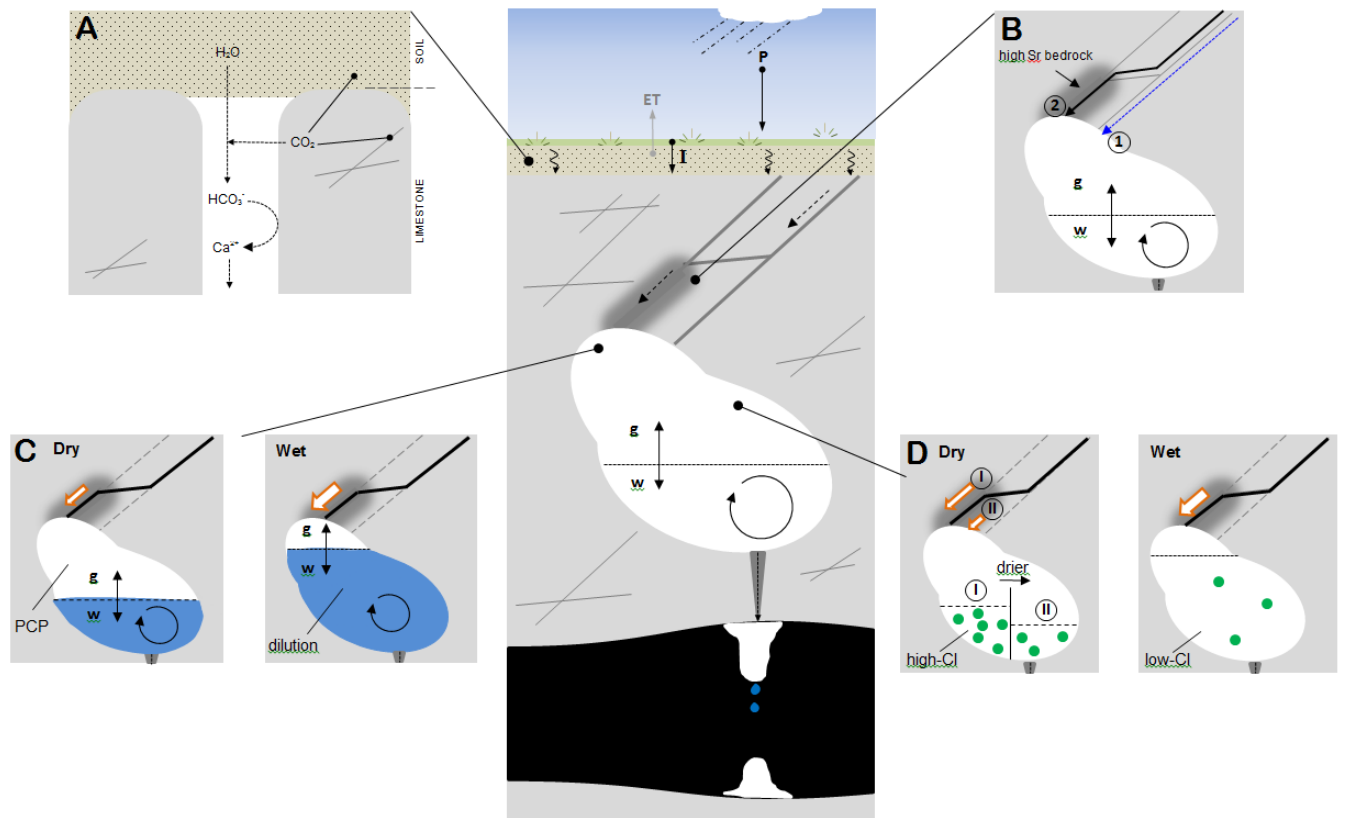 A
H₂O
SOIL
CO₂
HCO₃⁻
Ca²⁺
LIMESTONE
P
ET
I
g
w
B
high Sr bedrock
2
1
g
w
C
Dry
g
w
PCP
Wet
g
w
dilution
D
Dry
I
II
drier
I
II
high-Cl
Wet
low-Cl